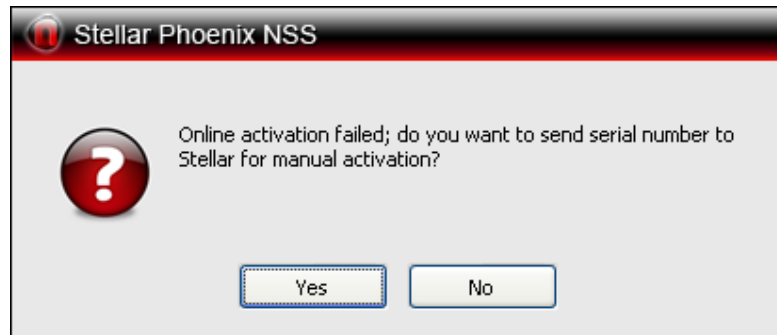 Stellar Phoenix NSS
Online activation failed; do you want to send serial number to
Stellar for manual activation?
Yes
No